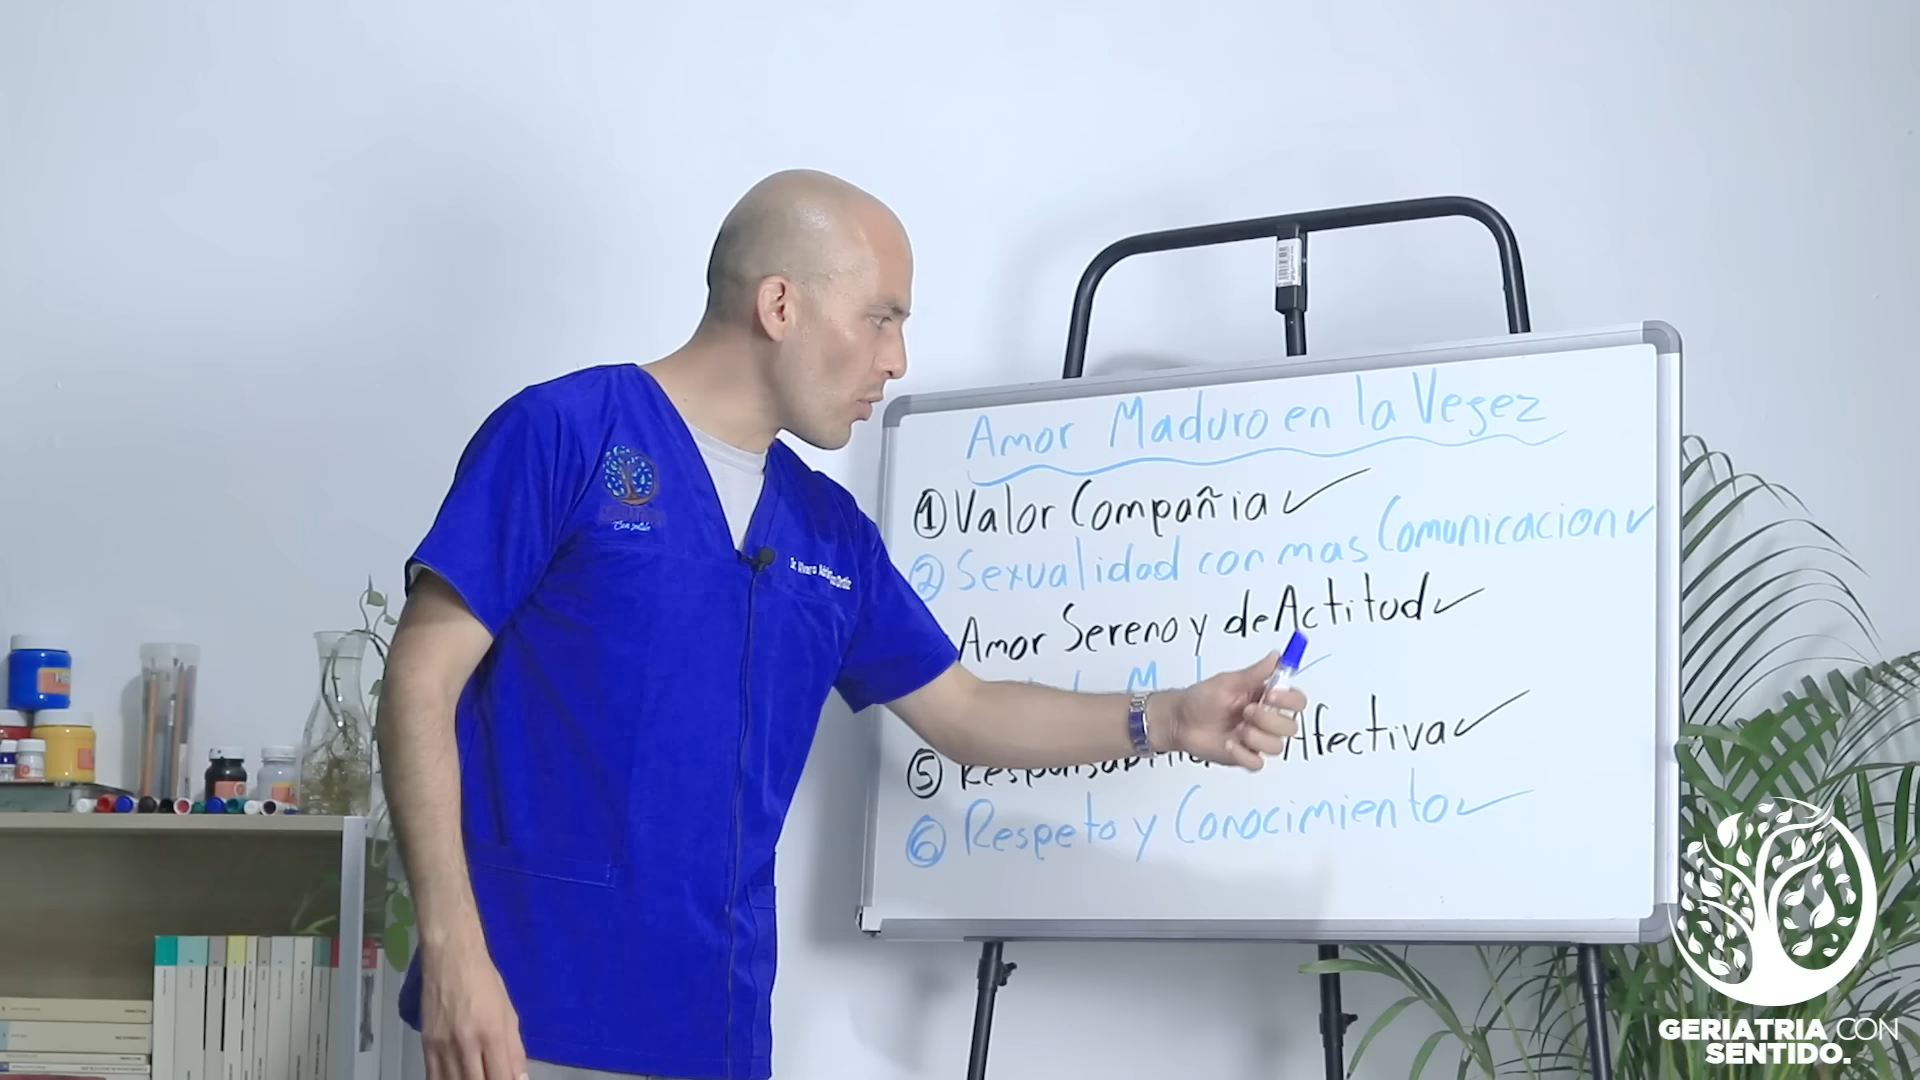 Amor Maduro en la Vegez
① Valor Compañia ✓
② Sexualidad con mas Comunicacion ✓
Amor Sereno y de Actitud ✓
⑤ Afectiva ✓
⑥ Respeto y Conocimiento ✓
GERIATRIA CON
SENTIDO.